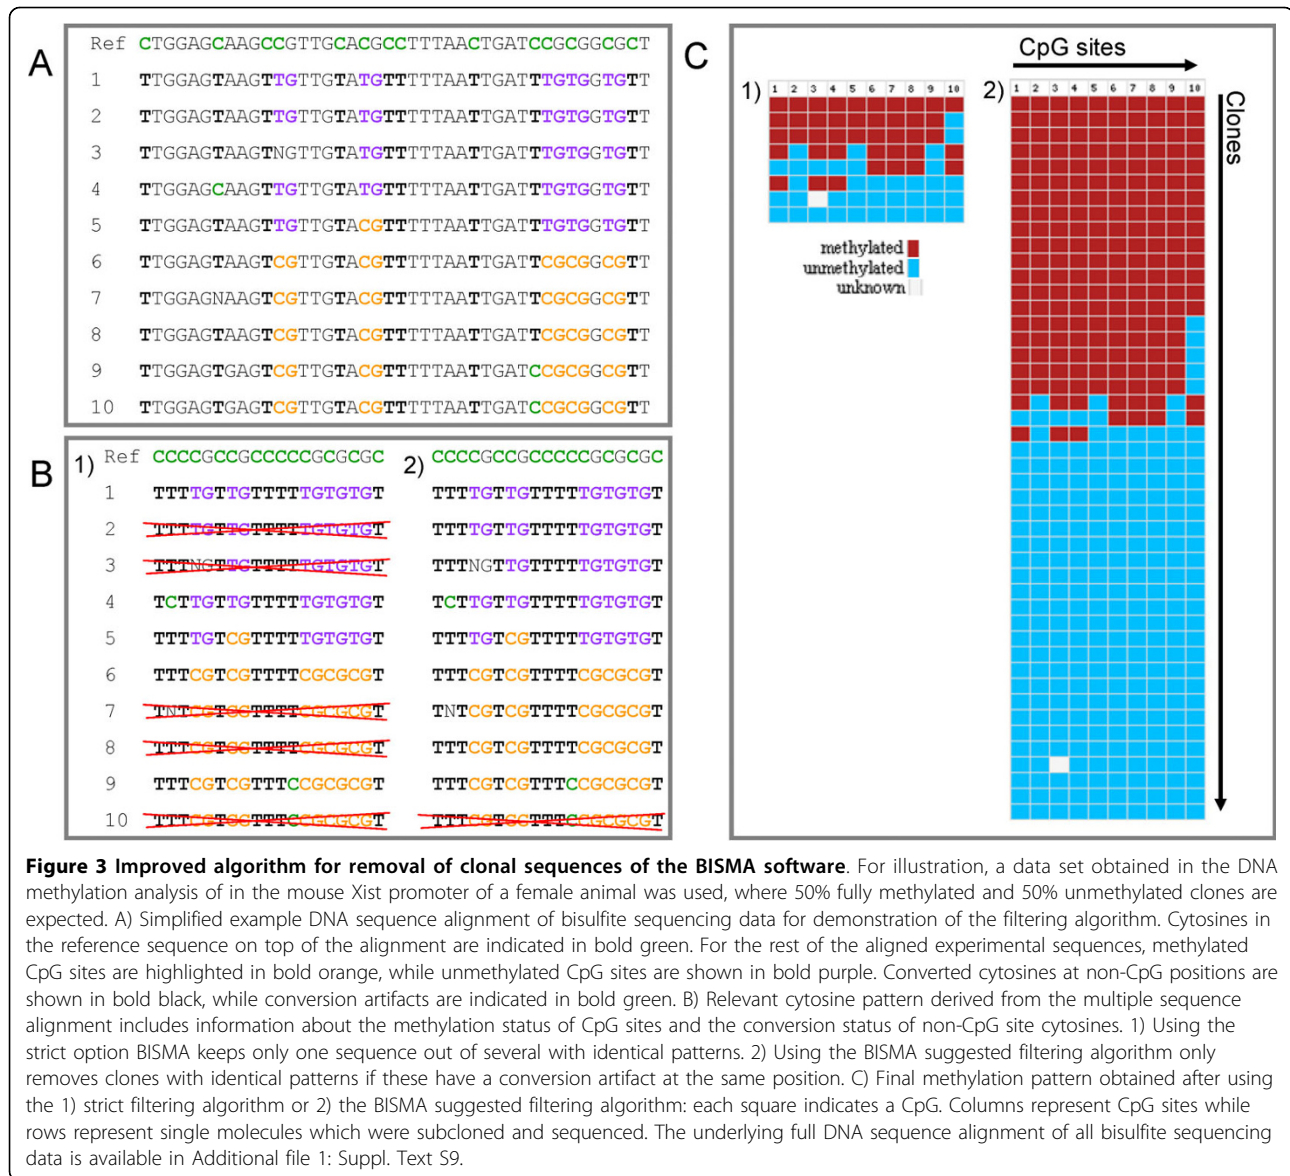 A
Ref CTGGAGCAAGCCGTTGCACGCCTTTAACTGATCCGCGGCGCT
1 TTGGAGTAAGTTGTTGTATGTTTTTAATTGATTTGTGGTGTT
2 TTGGAGTAAGTTGTTGTATGTTTTTAATTGATTTGTGGTGTT
3 TTGGAGTAAGTNGTTGTATGTTTTTAATTGATTTGTGGTGTT
4 TTGGAGCAAGTTGTTGTATGTTTTTAATTGATTTGTGGTGTT
5 TTGGAGTAAGTTGTTGTACGTTTTTAATTGATTTGTGGTGTT
6 TTGGAGTAAGTCGTTGTACGTTTTTAATTGATTCGCGGCGTT
7 TTGGAGNAAGTCGTTGTACGTTTTTAATTGATTCGCGGCGTT
8 TTGGAGTAAGTCGTTGTACGTTTTTAATTGATTCGCGGCGTT
9 TTGGAGTGAGTCGTTGTACGTTTTTAATTGATCCGCGGCGTT
10 TTGGAGTGAGTCGTTGTACGTTTTTAATTGATCCGCGGCGTT
B
1) Ref CCCCGCCGCCCCCGCGCGC 2) CCCCGCCGCCCCCGCGCGC
1 TTTTGTTGTTTTTGTGTGT TTTTGTTGTTTTTGTGTGT
2 TTTTGTTGTTTTTGTGTGT TTTTGTTGTTTTTGTGTGT
3 TTTNGTTGTTTTTGTGTGT TTTNGTTGTTTTTGTGTGT
4 TCTTGTTGTTTTTGTGTGT TCTTGTTGTTTTTGTGTGT
5 TTTTGTCGTTTTTGTGTGT TTTTGTCGTTTTTGTGTGT
6 TTTCGTCGTTTTCGCGCGT TTTCGTCGTTTTCGCGCGT
7 TNTCGTCGTTTTCGCGCGT TNTCGTCGTTTTCGCGCGT
8 TTTCGTCGTTTTCGCGCGT TTTCGTCGTTTTCGCGCGT
9 TTTCGTCGTTTCCGCGCGT TTTCGTCGTTTCCGCGCGT
10 TTTCGTCGTTTCCGCGCGT TTTCGTCGTTTCCGCGCGT
C
CpG sites
1) 1 2 3 4 5 6 7 8 9 10
2) 1 2 3 4 5 6 7 8 9 10
Clones
methylated
unmethylated
unknown
Figure 3 Improved algorithm for removal of clonal sequences of the BISMA software. For illustration, a data set obtained in the DNA
methylation analysis of in the mouse Xist promoter of a female animal was used, where 50% fully methylated and 50% unmethylated clones are
expected. A) Simplified example DNA sequence alignment of bisulfite sequencing data for demonstration of the filtering algorithm. Cytosines in
the reference sequence on top of the alignment are indicated in bold green. For the rest of the aligned experimental sequences, methylated
CpG sites are highlighted in bold orange, while unmethylated CpG sites are shown in bold purple. Converted cytosines at non-CpG positions are
shown in bold black, while conversion artifacts are indicated in bold green. B) Relevant cytosine pattern derived from the multiple sequence
alignment includes information about the methylation status of CpG sites and the conversion status of non-CpG site cytosines. 1) Using the
strict option BISMA keeps only one sequence out of several with identical patterns. 2) Using the BISMA suggested filtering algorithm only
removes clones with identical patterns if these have a conversion artifact at the same position. C) Final methylation pattern obtained after using
the 1) strict filtering algorithm or 2) the BISMA suggested filtering algorithm: each square indicates a CpG. Columns represent CpG sites while
rows represent single molecules which were subcloned and sequenced. The underlying full DNA sequence alignment of all bisulfite sequencing
data is available in Additional file 1: Suppl. Text S9.